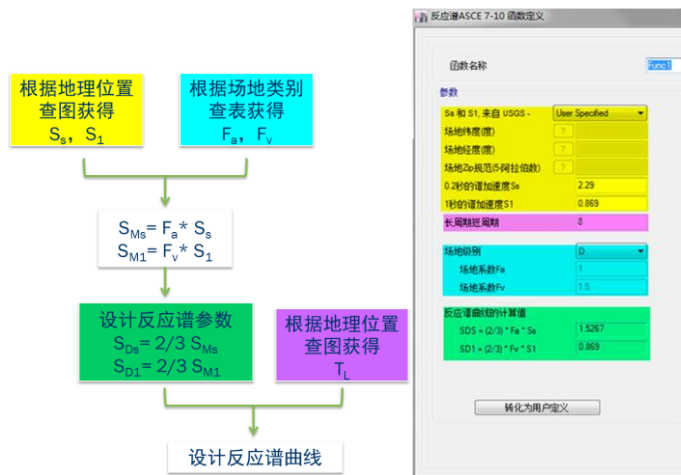 根据地理位置
查图获得
Ss, S1
根据场地类别
查表获得
Fa, Fv
SMs= Fa* Ss
SM1= Fv* S1
设计反应谱参数
SDs= 2/3 SMs
SD1= 2/3 SM1
根据地理位置
查图获得
TL
设计反应谱曲线
反应谱ASCE 7-10 函数定义
函数名称
Func1
参数
Ss 和 S1, 来自 USGS - User Specified
场地纬度(度) ?
场地经度(度) ?
场地Zip规范(5-阿拉伯数) ?
0.2秒的谱加速度Ss 2.29
1秒的谱加速度S1 0.869
长周期短周期 8
场地级别 D
场地系数Fa 1
场地系数Fv 1.5
反应谱曲线的计算值
SDS = (2/3) * Fa * Ss 1.5267
SD1 = (2/3) * Fv * S1 0.869
转化为用户定义